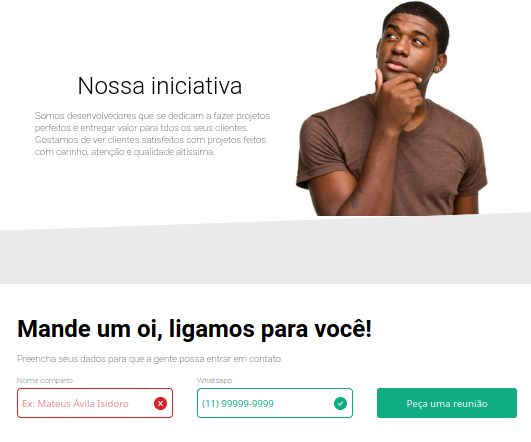 Nossa iniciativa
Somos desenvolvedores que se dedicam a fazer projetos
perfeitos e entregar valor para tdos os seus clientes.
Gostamos de ver clientes satisfeitos com projetos feitos
com carinho, atenção e qualidade altíssima.
Mande um oi, ligamos para você!
Preencha seus dados para que a gente possa entrar em contato.
Nome completo
Whatsapp
Ex: Mateus Ávila Isidoro
(11) 99999-9999
Peça uma reunião